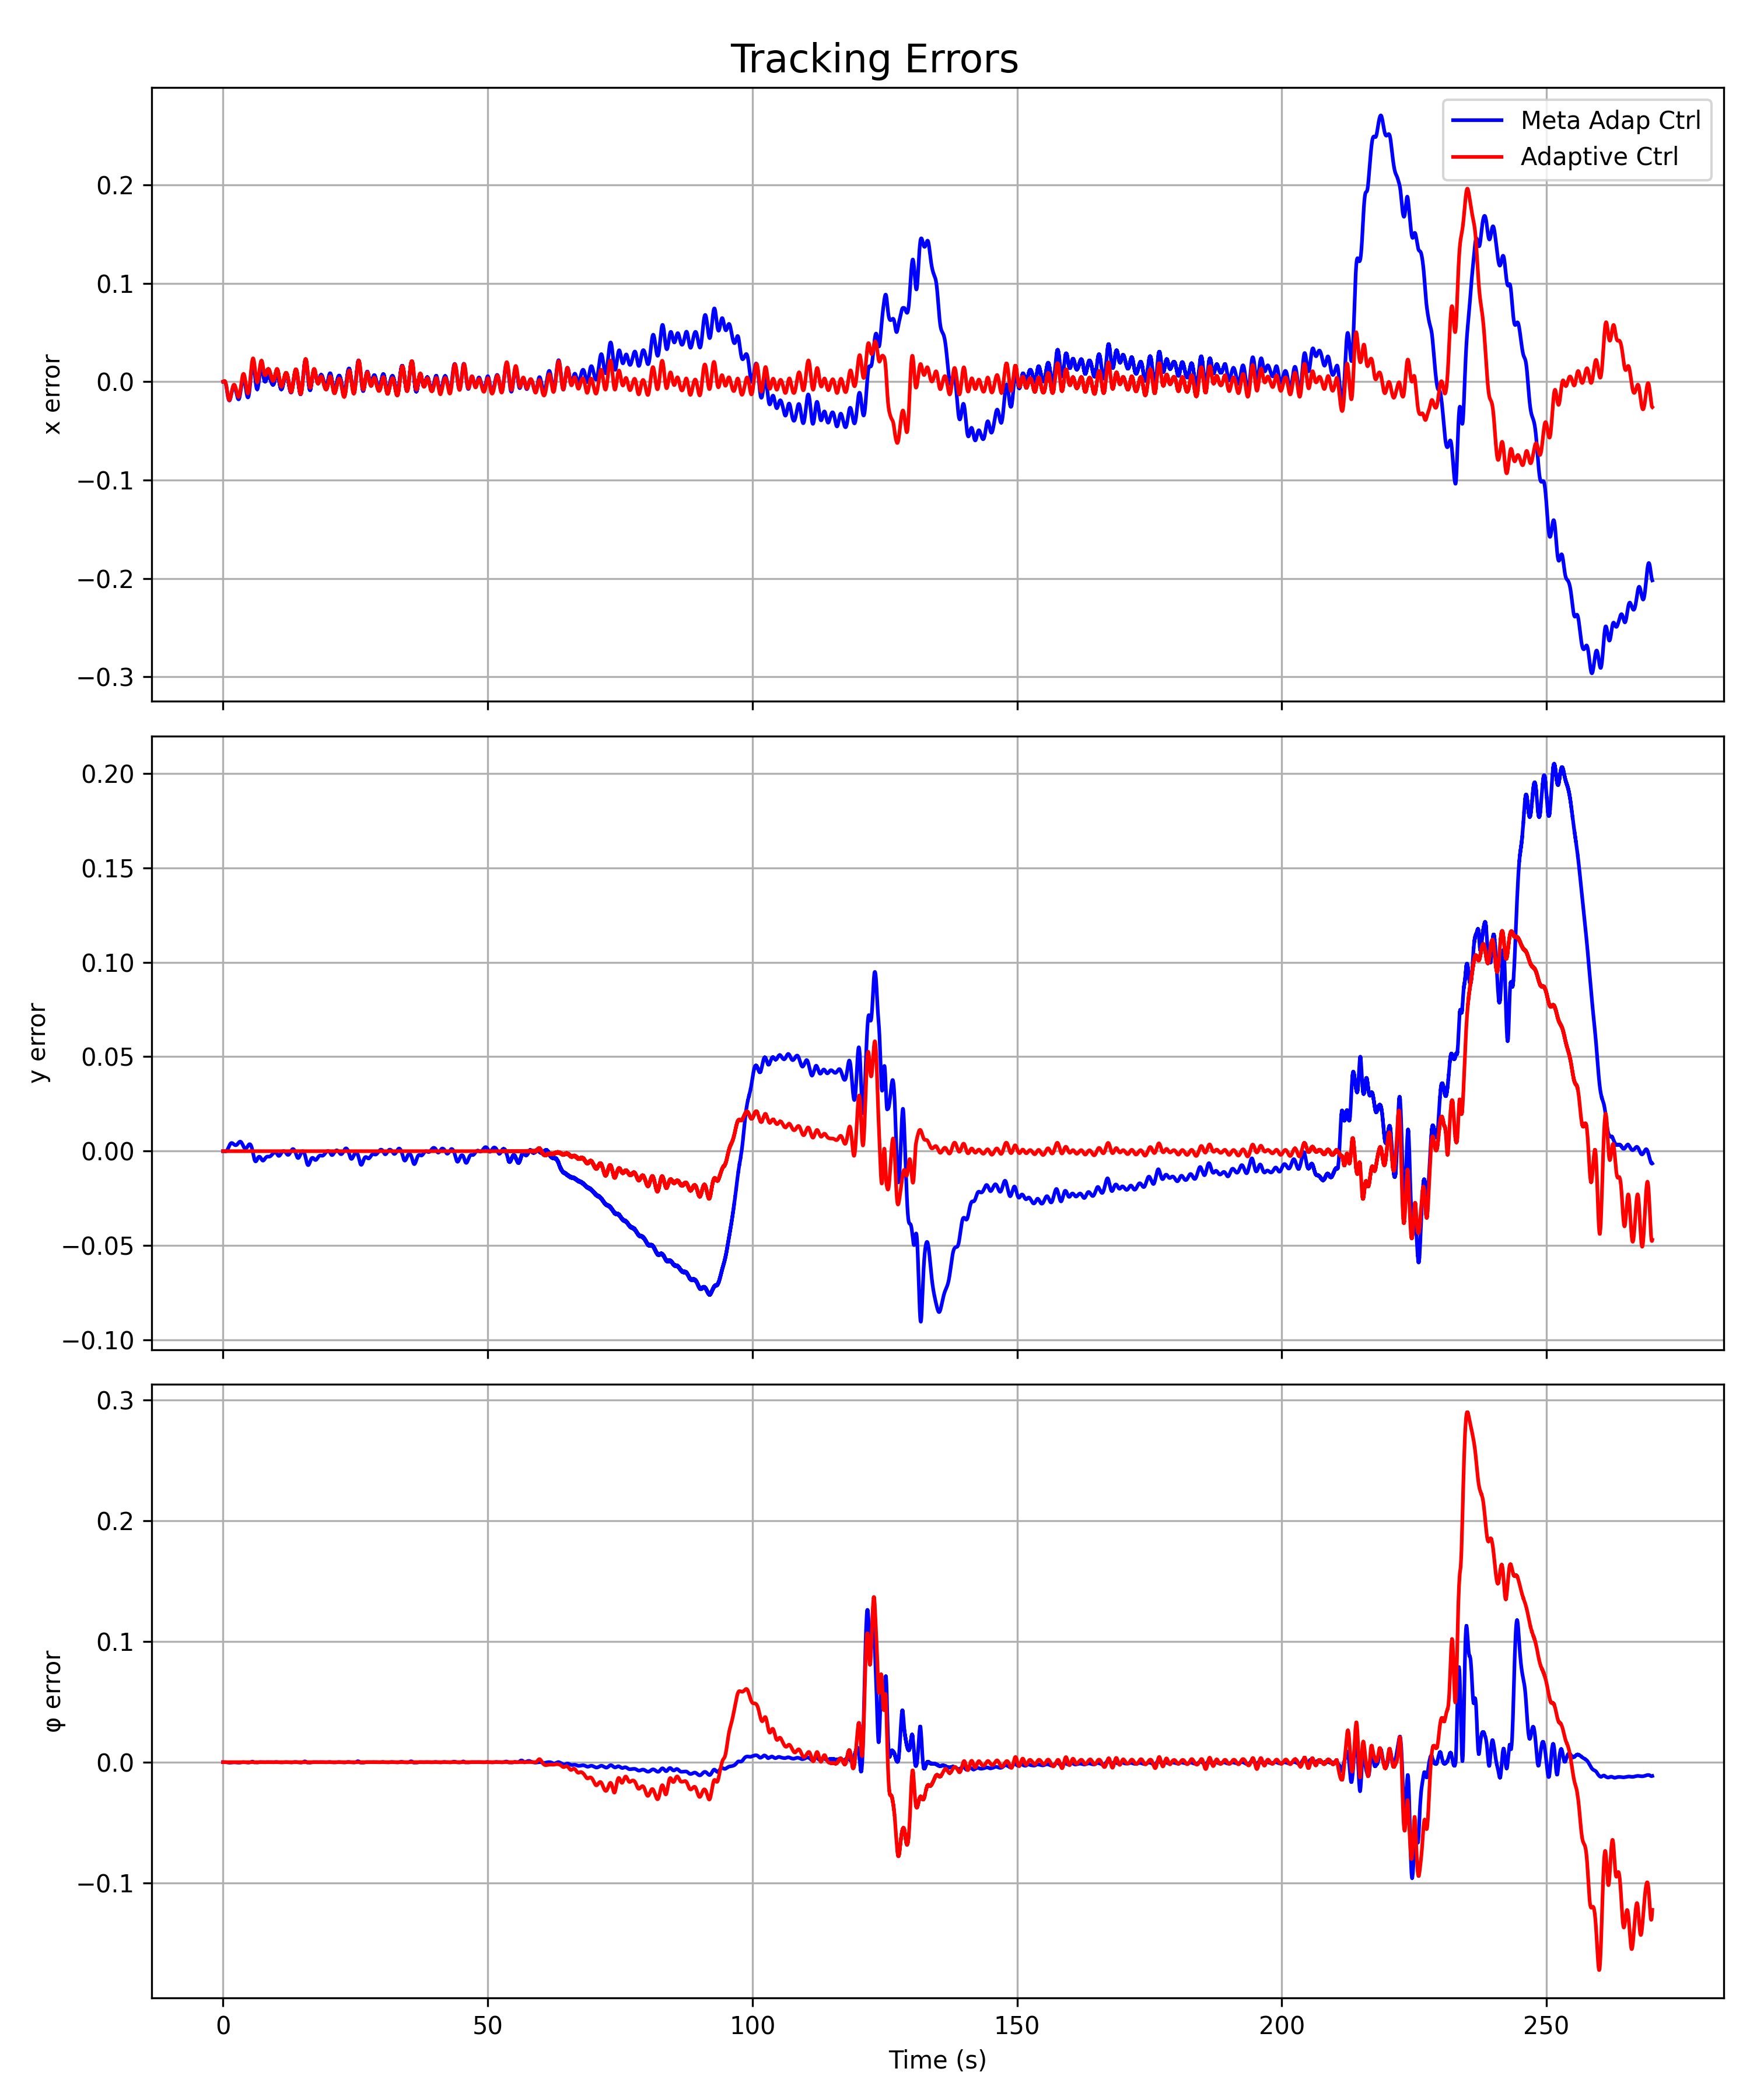 Tracking Errors
Meta Adap Ctrl
Adaptive Ctrl
x error
0.2
0.1
0.0
−0.1
−0.2
−0.3
y error
0.20
0.15
0.10
0.05
0.00
−0.05
−0.10
φ error
0.3
0.2
0.1
0.0
−0.1
0 50 100 150 200 250
Time (s)